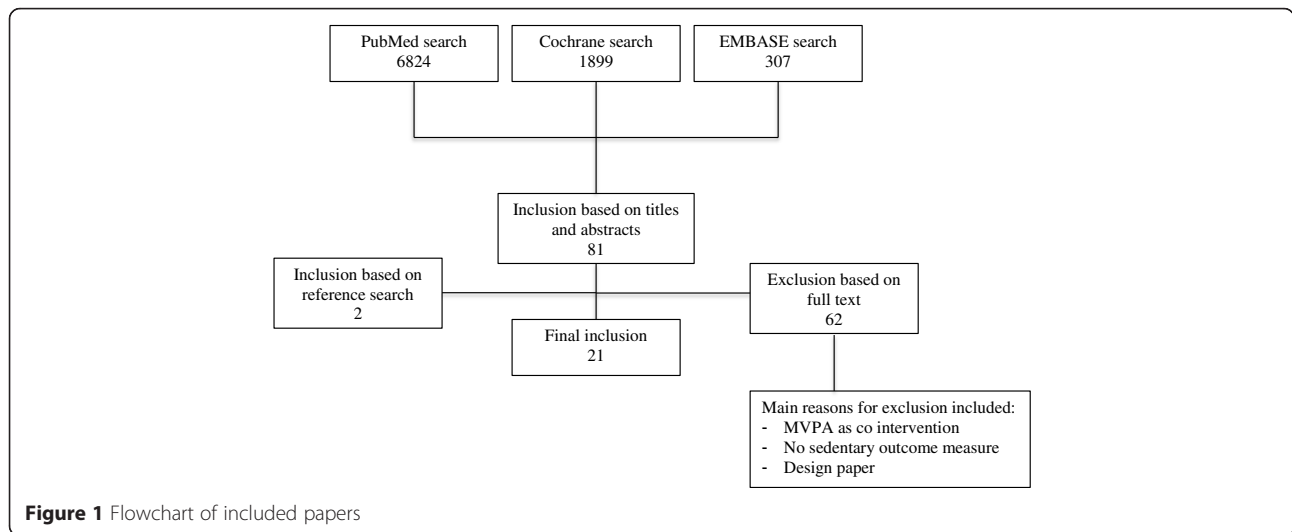 PubMed search
6824
Cochrane search
1899
EMBASE search
307
Inclusion based on titles
and abstracts
81
Inclusion based on
reference search
2
Exclusion based on
full text
62
Final inclusion
21
Main reasons for exclusion included:
- MVPA as co intervention
- No sedentary outcome measure
- Design paper
Figure 1 Flowchart of included papers